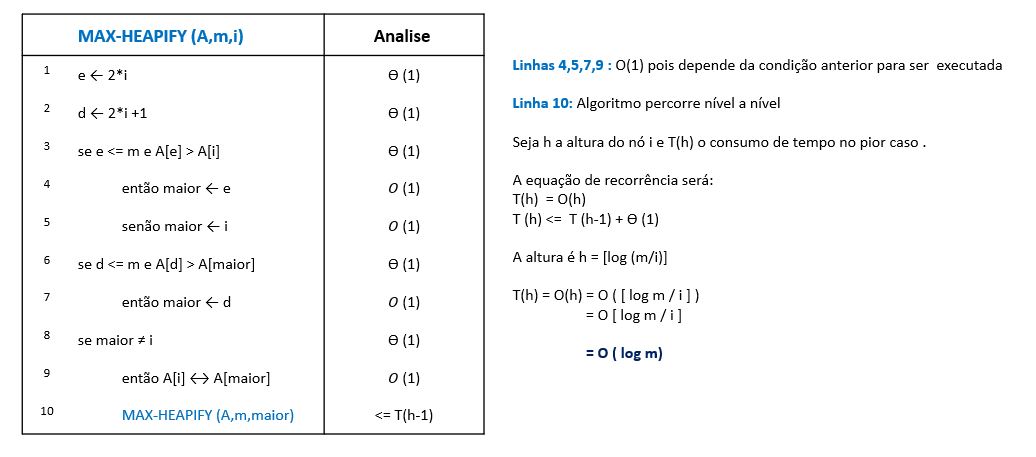 MAX-HEAPIFY (A,m,i) Analise
1 e ← 2*i Ɵ (1)
2 d ← 2*i +1 Ɵ (1)
3 se e <= m e A[e] > A[i] Ɵ (1)
4 então maior ← e O (1)
5 senão maior ← i O (1)
6 se d <= m e A[d] > A[maior] Ɵ (1)
7 então maior ← d O (1)
8 se maior ≠ i Ɵ (1)
9 então A[i] ↔ A[maior] O (1)
10 MAX-HEAPIFY (A,m,maior) <= T(h-1)
Linhas 4,5,7,9 : O(1) pois depende da condição anterior para ser executada
Linha 10: Algoritmo percorre nível a nível
Seja h a altura do nó i e T(h) o consumo de tempo no pior caso .
A equação de recorrência será:
T(h) = O(h)
T (h) <= T (h-1) + Ɵ (1)
A altura é h = [log (m/i)]
T(h) = O(h) = O ( [ log m / i ] )
= O [ log m / i ]
= O ( log m)